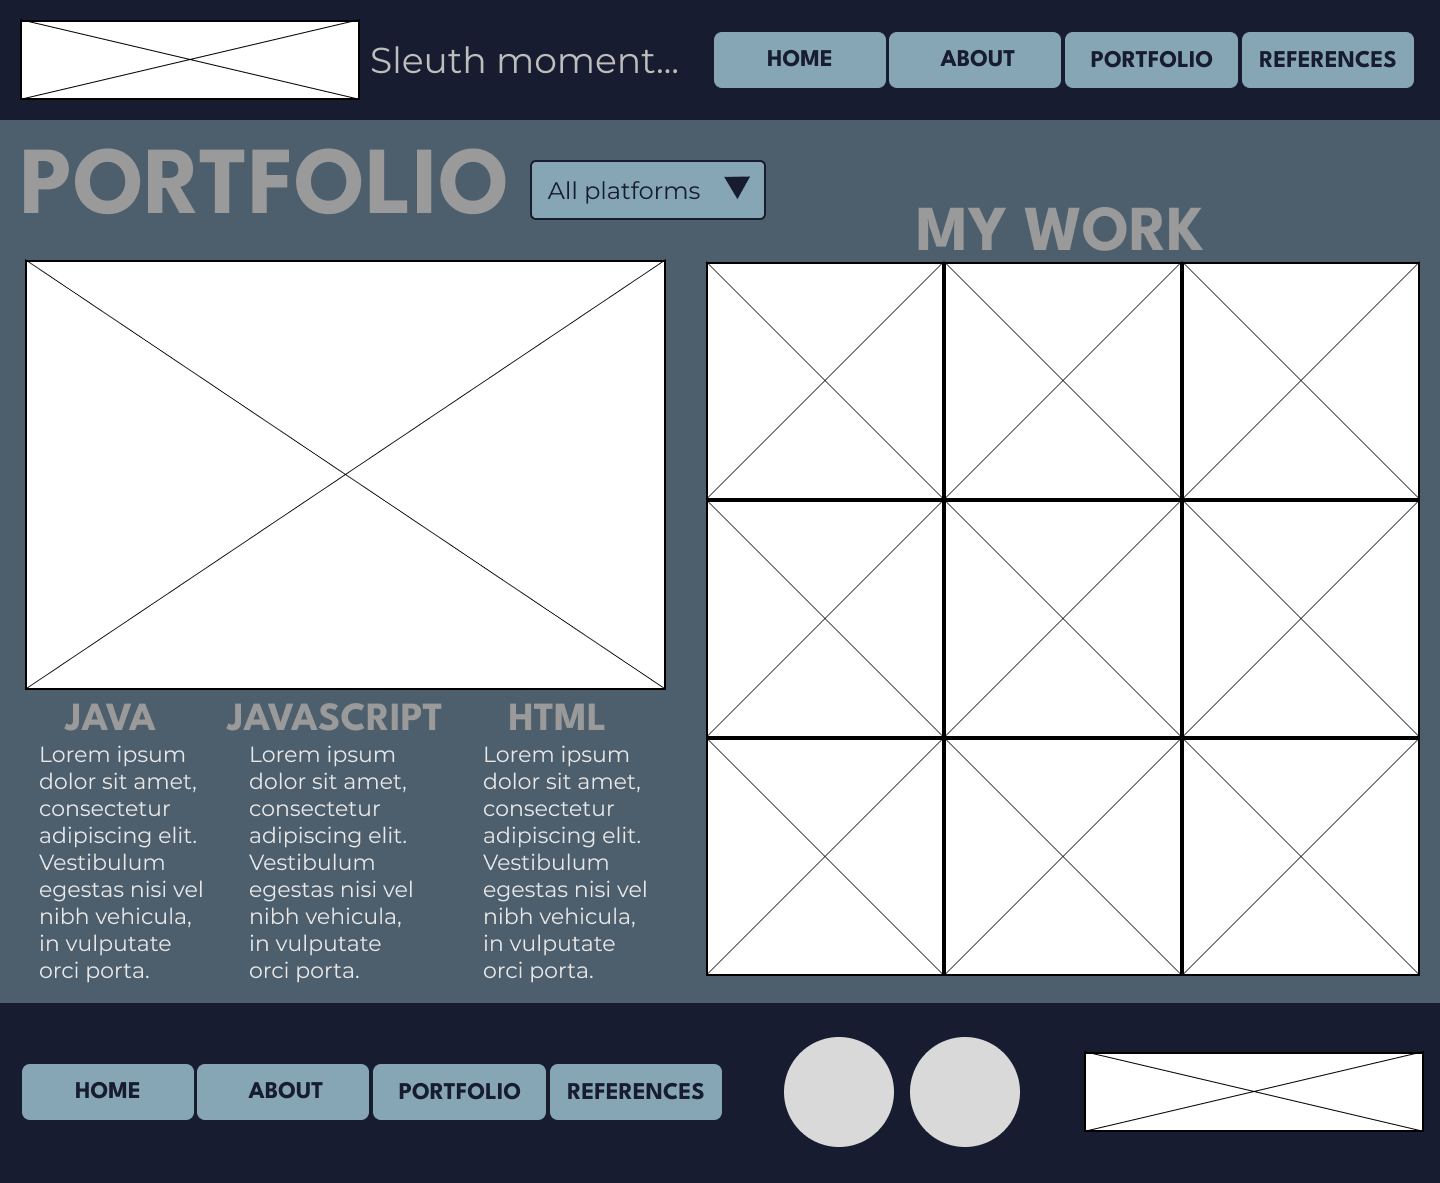 Sleuth moment...
HOME
ABOUT
PORTFOLIO
REFERENCES
PORTFOLIO
All platforms
MY WORK
JAVA
Lorem ipsum
dolor sit amet,
consectetur
adipiscing elit.
Vestibulum
egestas nisi vel
nibh vehicula,
in vulputate
orci porta.
JAVASCRIPT
Lorem ipsum
dolor sit amet,
consectetur
adipiscing elit.
Vestibulum
egestas nisi vel
nibh vehicula,
in vulputate
orci porta.
HTML
Lorem ipsum
dolor sit amet,
consectetur
adipiscing elit.
Vestibulum
egestas nisi vel
nibh vehicula,
in vulputate
orci porta.
HOME
ABOUT
PORTFOLIO
REFERENCES